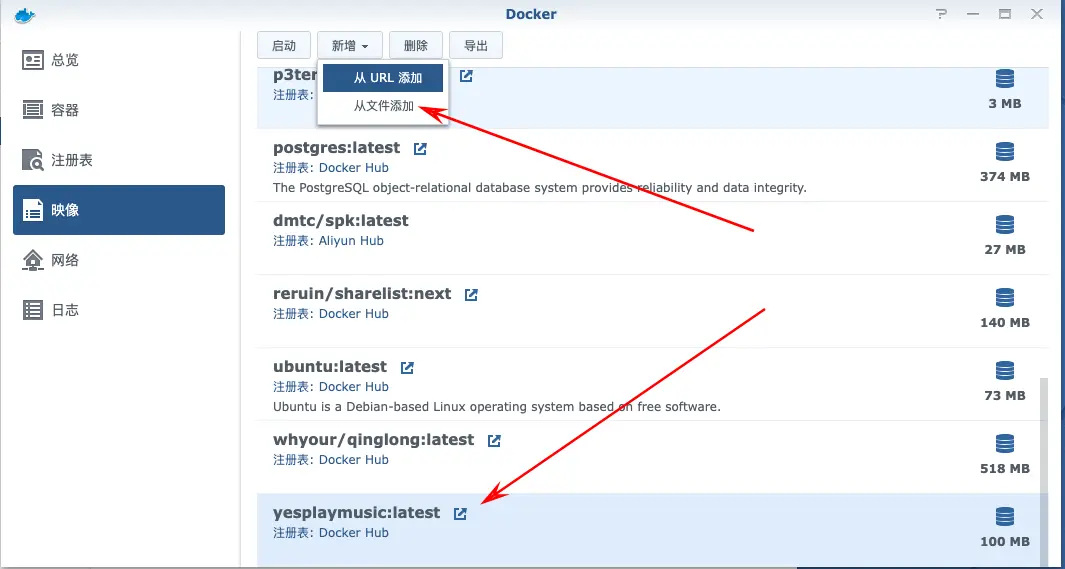 Docker
总览
容器
注册表
映像
网络
日志
启动
新增
删除
导出
从 URL 添加
从文件添加
p3ter
注册表:
3 MB
postgres:latest
注册表: Docker Hub
The PostgreSQL object-relational database system provides reliability and data integrity.
374 MB
dmtc/spk:latest
注册表: Aliyun Hub
27 MB
reruin/sharelist:next
注册表: Docker Hub
140 MB
ubuntu:latest
注册表: Docker Hub
Ubuntu is a Debian-based Linux operating system based on free software.
73 MB
whyour/qinglong:latest
注册表: Docker Hub
518 MB
yesplaymusic:latest
注册表: Docker Hub
100 MB